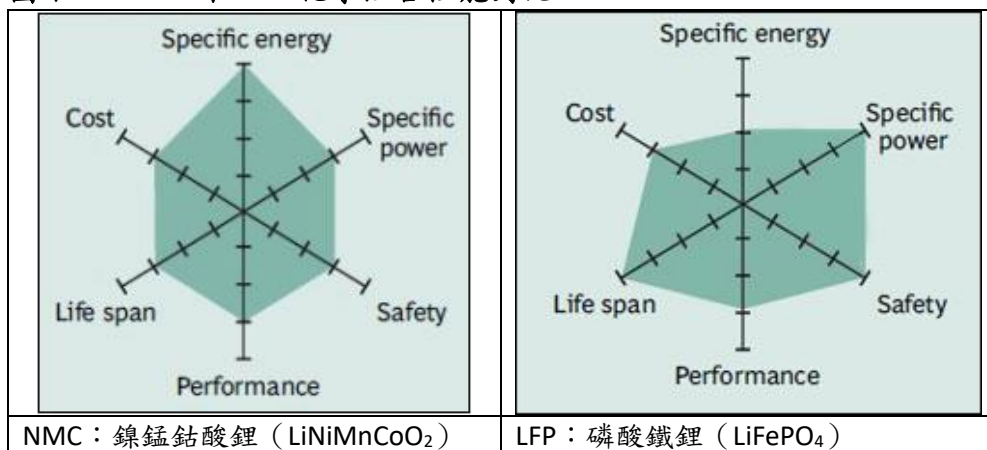 Specific energy
Cost
Specific
power
Life span
Safety
Performance
Specific energy
Cost
Specific
power
Life span
Safety
Performance
NMC：鎳錳鈷酸鋰（LiNiMnCoO₂）
LFP：磷酸鐵鋰（LiFePO₄）